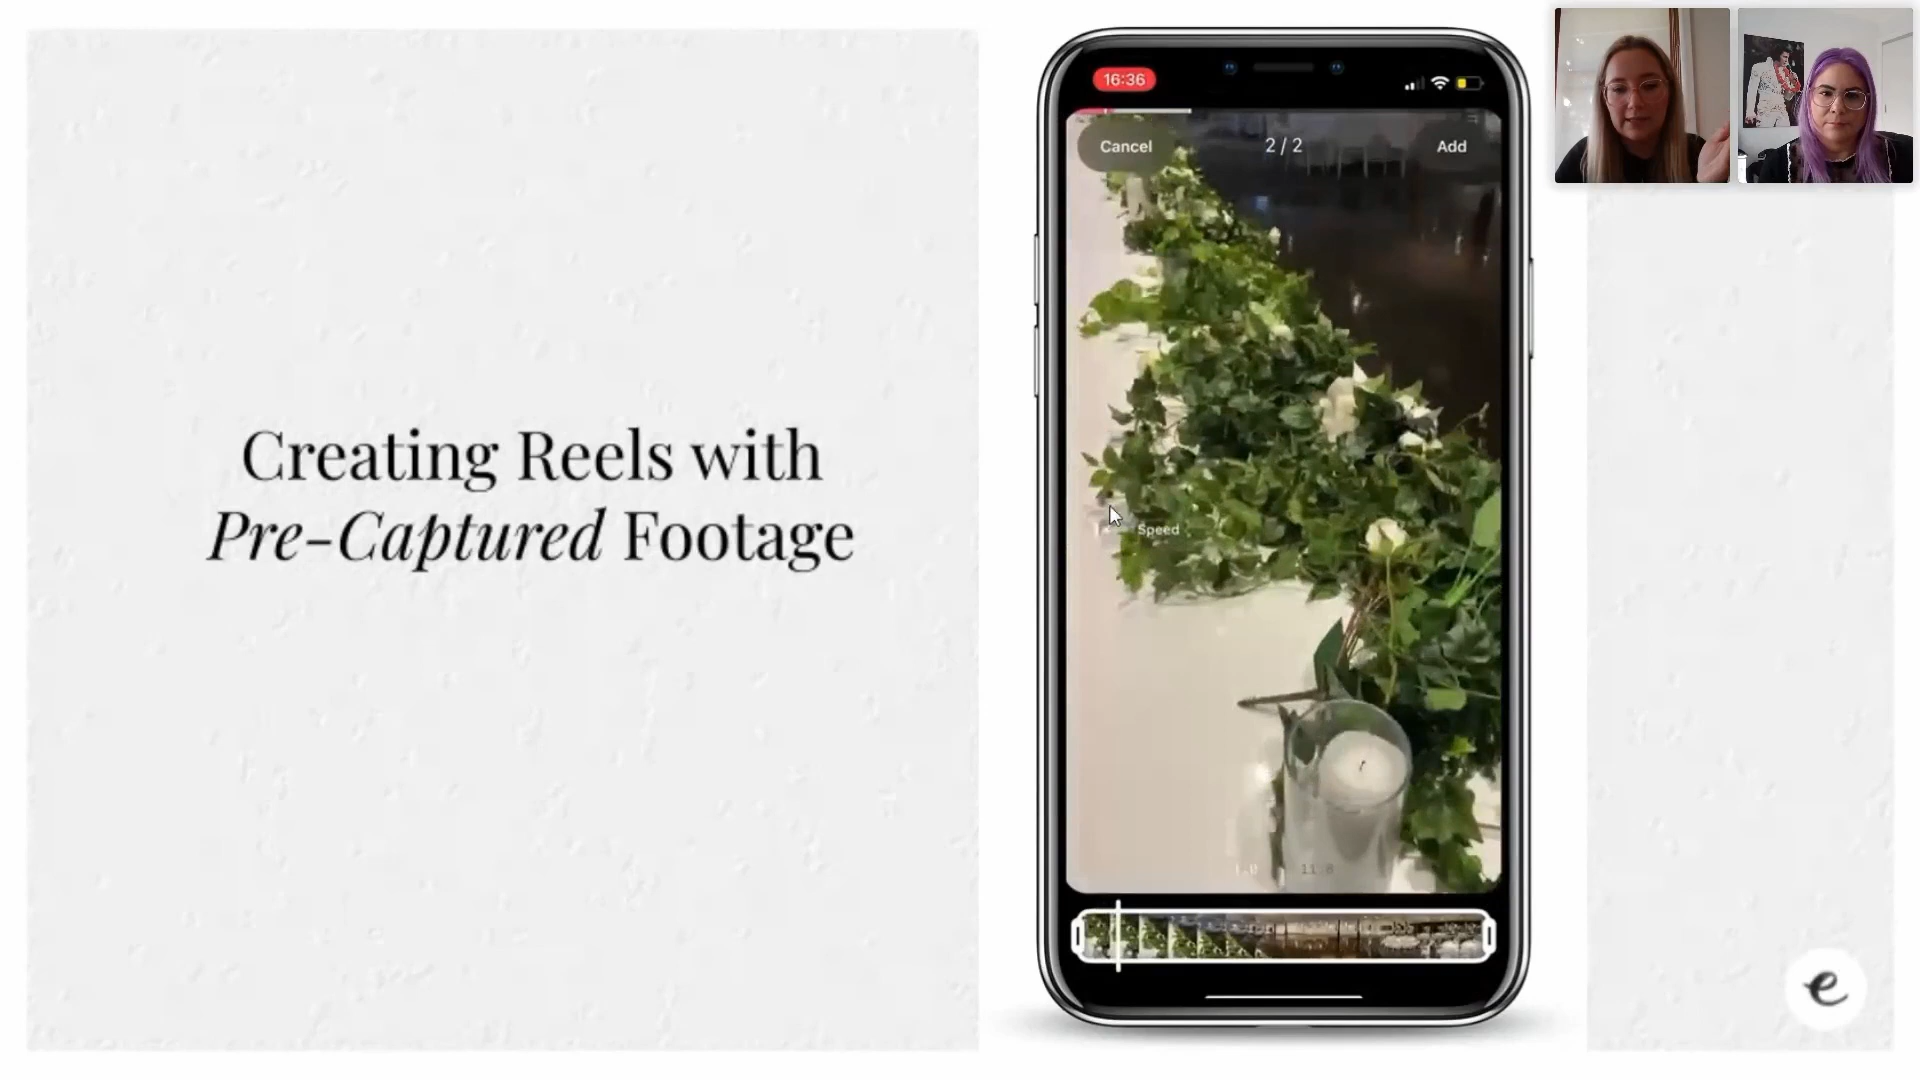 16:36
Cancel
2 / 2
Add
Creating Reels with
Pre-Captured Footage
Speed
e